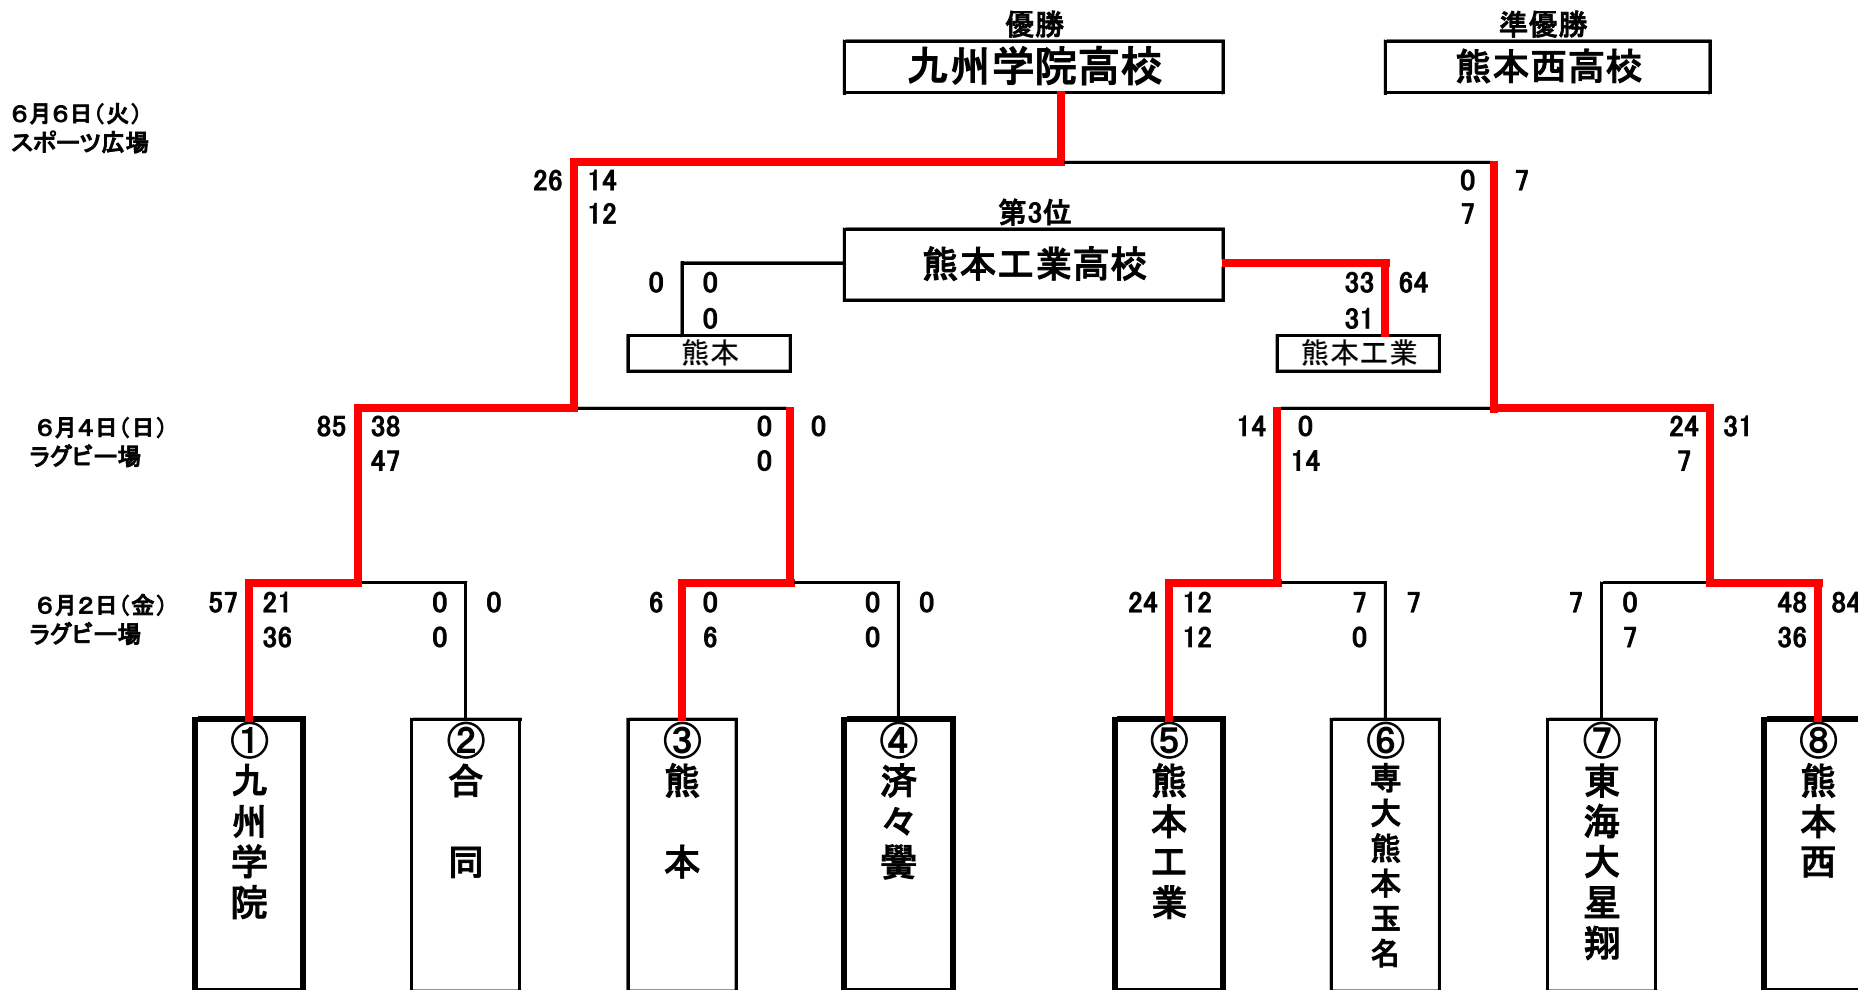 優勝
準優勝
九州学院高校
熊本西高校
6月6日（火）
スポーツ広場
26 14 0 7
12 7
第3位
熊本工業高校
0 0 33 64
0 31
熊本
熊本工業
6月4日（日）
ラグビー場
85 38 0 0 14 0 24 31
47 0 14 7
6月2日（金）
ラグビー場
57 21 0 0 6 0 0 0 24 12 7 7 7 0 48 84
36 0 6 0 12 0 7 36
①九州学院
②合同
③熊本
④済々黌
⑤熊本工業
⑥専大熊本玉名
⑦東海大星翔
⑧熊本西